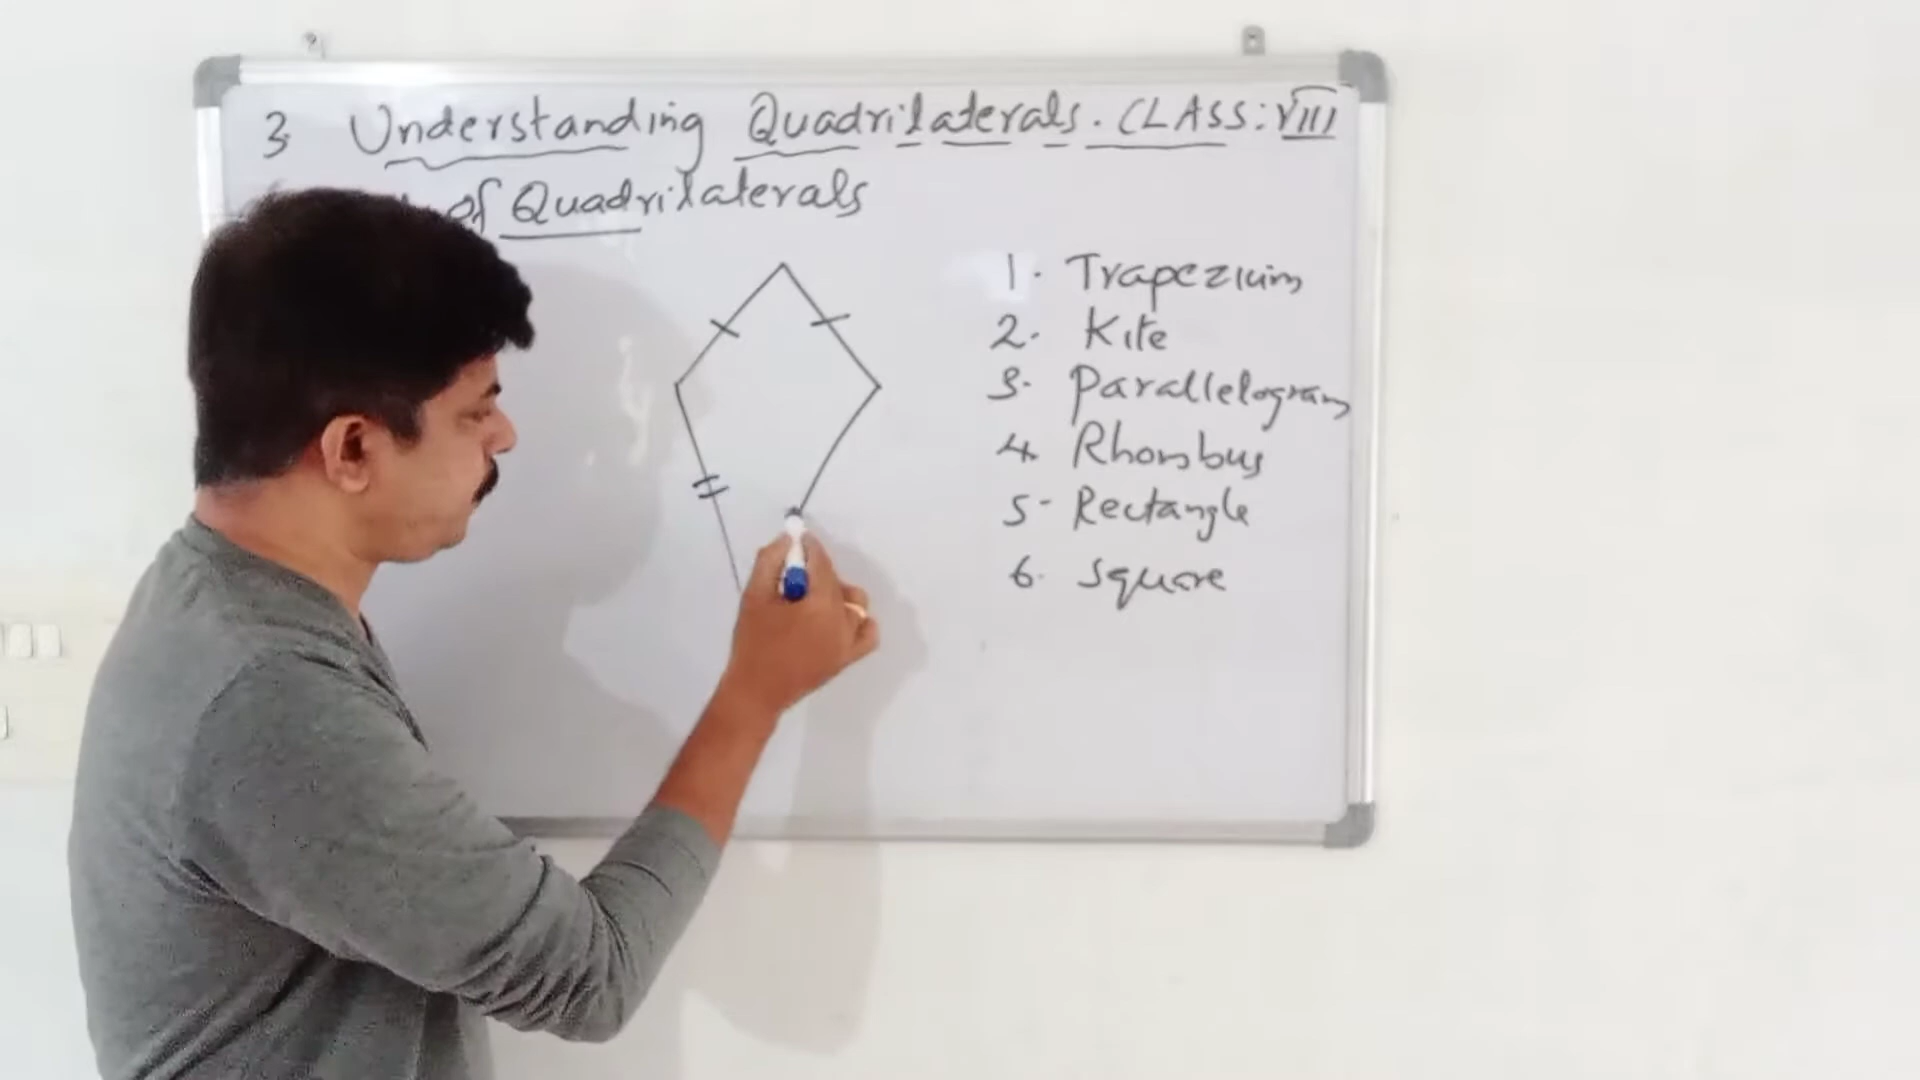 3 Understanding Quadrilaterals. CLASS: VIII
of Quadrilaterals
1. Trapezium
2. Kite
3. Parallelogram
4. Rhombus
5- Rectangle
6. Square